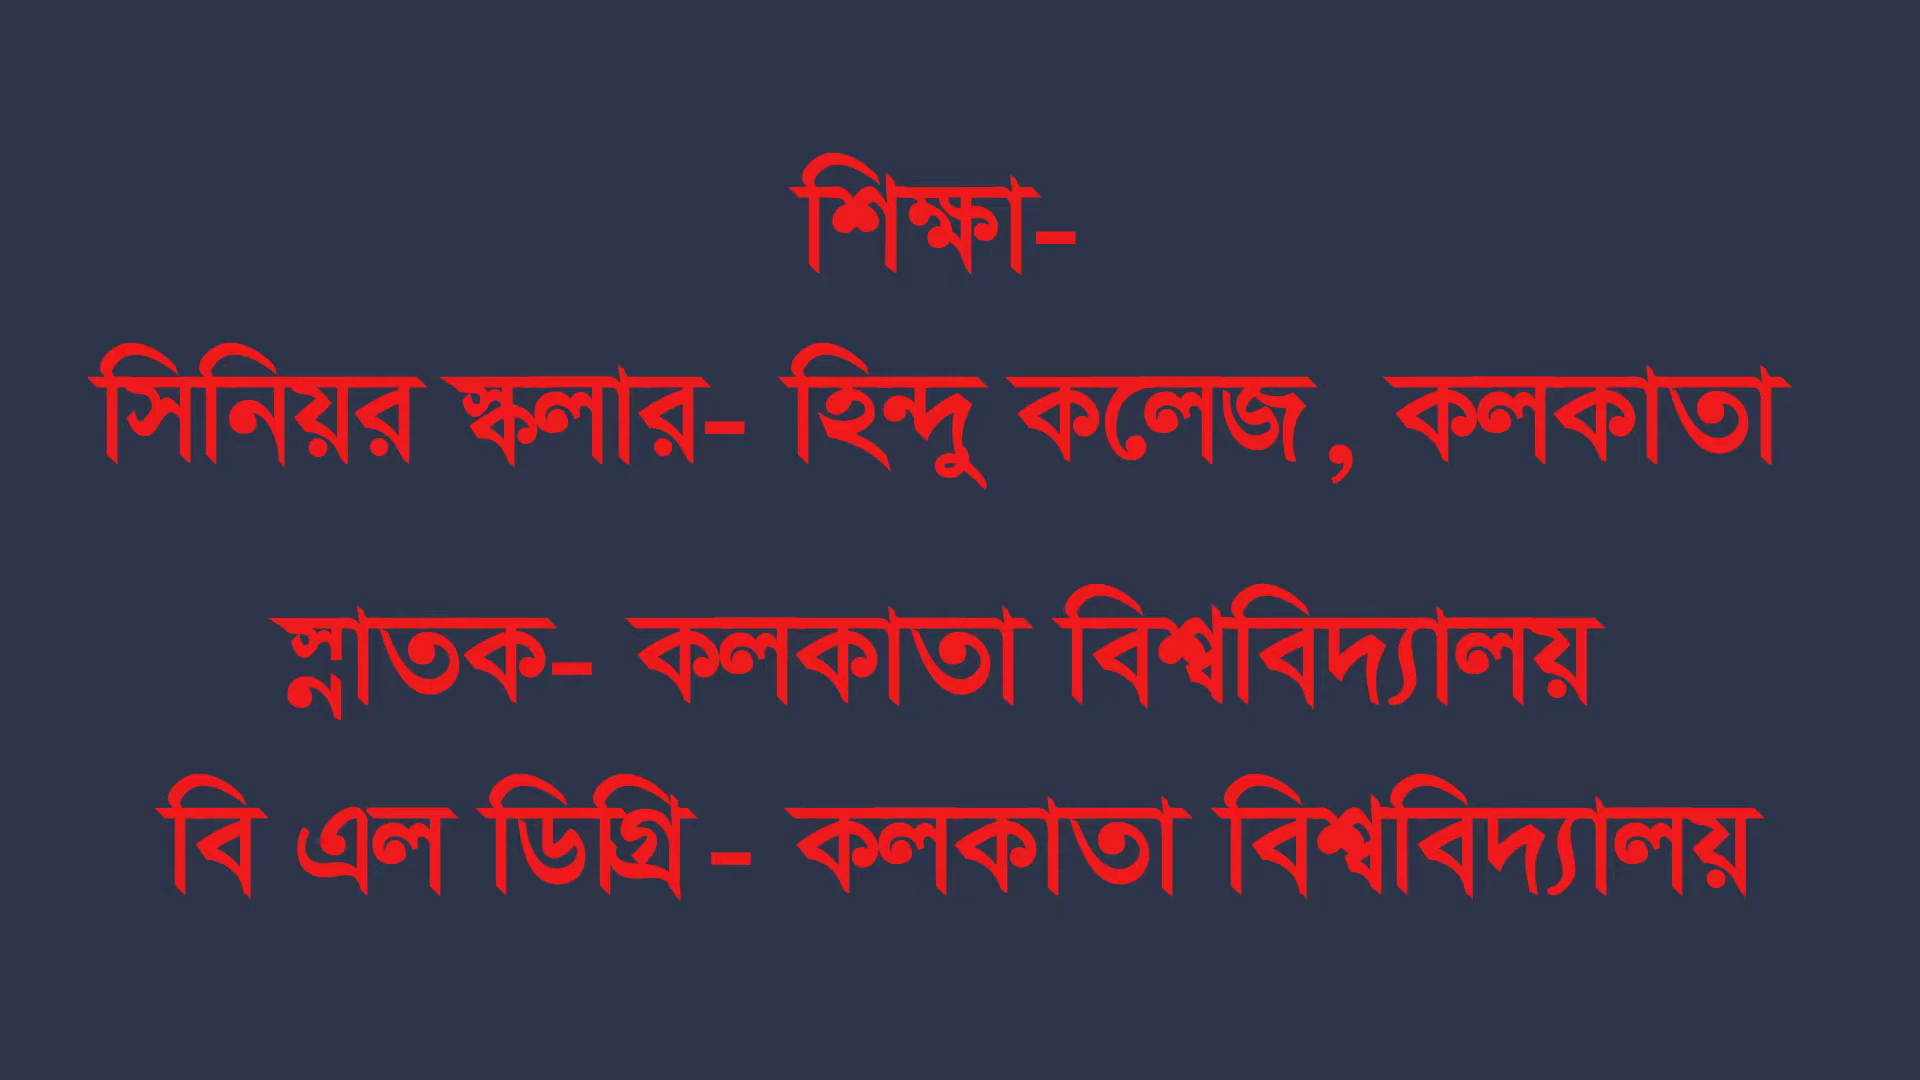 শিক্ষা-
সিনিয়র স্কলার- হিন্দু কলেজ, কলকাতা
স্নাতক- কলকাতা বিশ্ববিদ্যালয়
বি এল ডিগ্রি - কলকাতা বিশ্ববিদ্যালয়